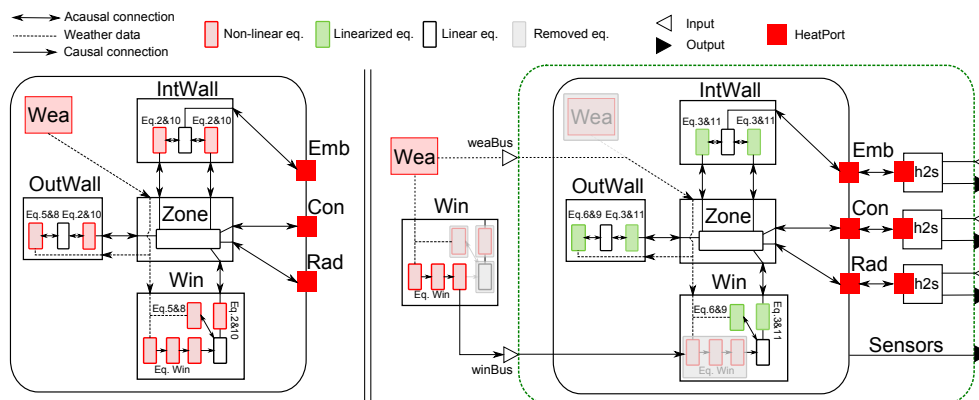 Acausal connection
Weather data
Causal connection
Non-linear eq.
Linearized eq.
Linear eq.
Removed eq.
Input
Output
HeatPort
Wea
IntWall
Eq.2&10 Eq.2&10
Emb
OutWall
Eq.5&8 Eq.2&10
Zone
Con
Rad
Win
Eq.5&8
Eq.2&10
Eq. Win
Wea
weaBus
Win
Eq. Win
winBus
Wea
IntWall
Eq.3&11 Eq.3&11
Emb
h2s
OutWall
Eq.6&9 Eq.3&11
Zone
Con
h2s
Rad
h2s
Win
Eq.6&9
Eq.3&11
Eq. Win
Sensors